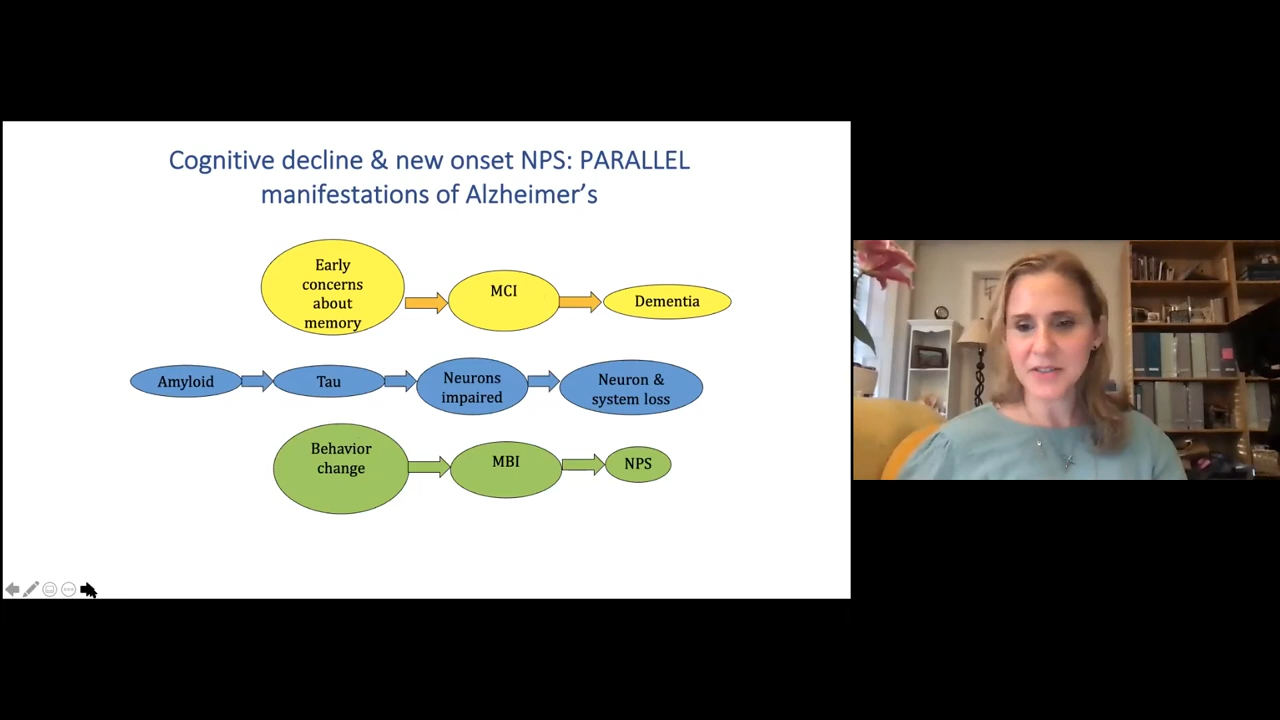 Cognitive decline & new onset NPS: PARALLEL
manifestations of Alzheimer's
Early
concerns
about
memory
MCI
Dementia
Amyloid
Tau
Neurons
impaired
Neuron &
system loss
Behavior
change
MBI
NPS